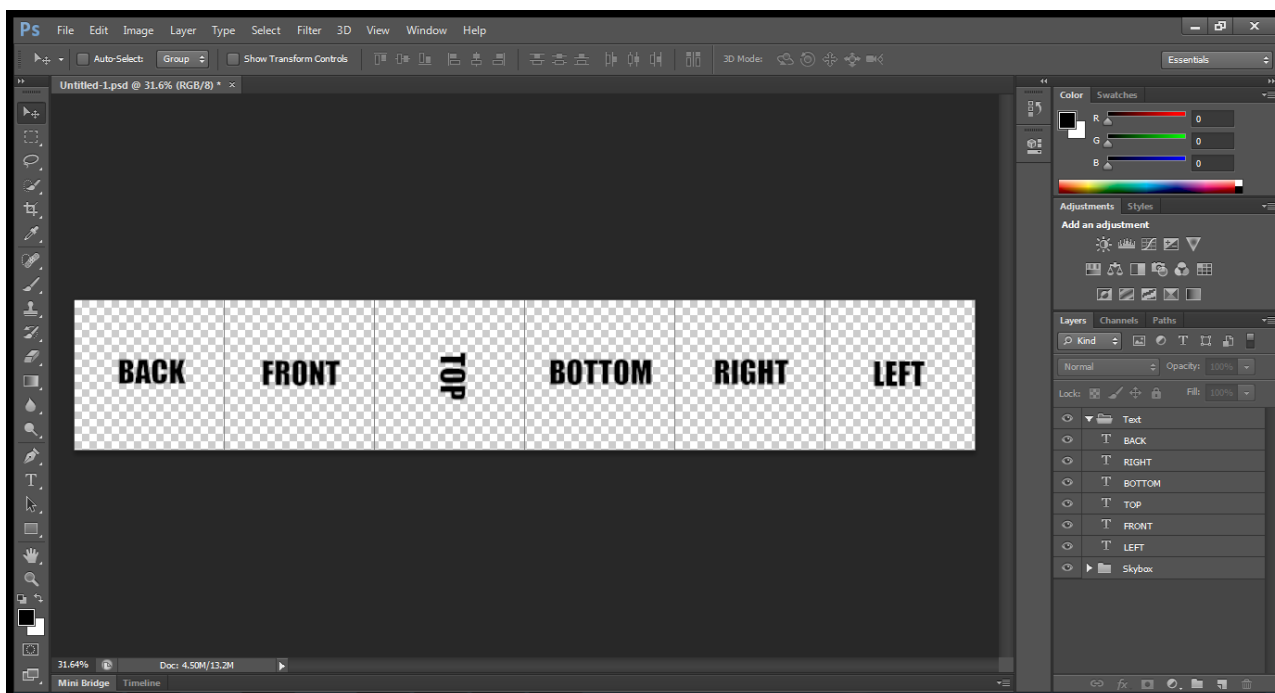 Ps File Edit Image Layer Type Select Filter 3D View Window Help
Auto-Select: Group Show Transform Controls 3D Mode: Essentials
Untitled-1.psd @ 31.6% (RGB/8) * ×
Color Swatches
R 0
G 0
B 0
Adjustments Styles
Add an adjustment
BACK FRONT TOP BOTTOM RIGHT LEFT
Layers Channels Paths
Kind
Normal Opacity: 100%
Lock: Fill: 100%
Text
T BACK
T RIGHT
T BOTTOM
T TOP
T FRONT
T LEFT
Skybox
31.64% Doc: 4.50M/13.2M
Mini Bridge Timeline
fx